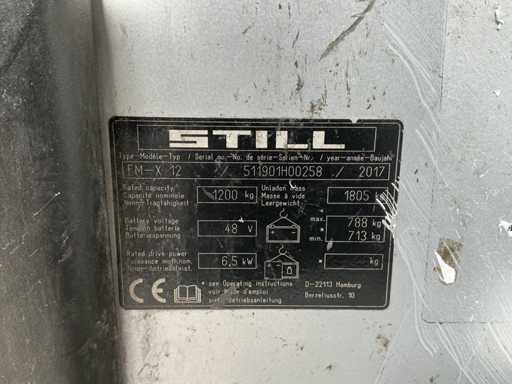 STILL
Type-Modèle-Typ / Serial no.-No. de série-Serien-Nr. / year-année-Baujahr
FM-X 12 / 511901H00258 / 2017
Rated capacity
Capacité nominale
Nenn-Tragfähigkeit
1200 kg
Unladen mass
Masse à vide
Leergewicht
1805 kg
Battery voltage
Tension batterie
Batteriespannung
48 V
max. 788 kg
*
min. 713 kg
Rated drive power
Puissance mot.nom.
Nenn-Antriebsleist.
6,5 kW
* kg
CE
* see Operating instructions
voir Mode d'emploi
siehe Betriebsanleitung
D-22113 Hamburg
Berzeliusstr. 10